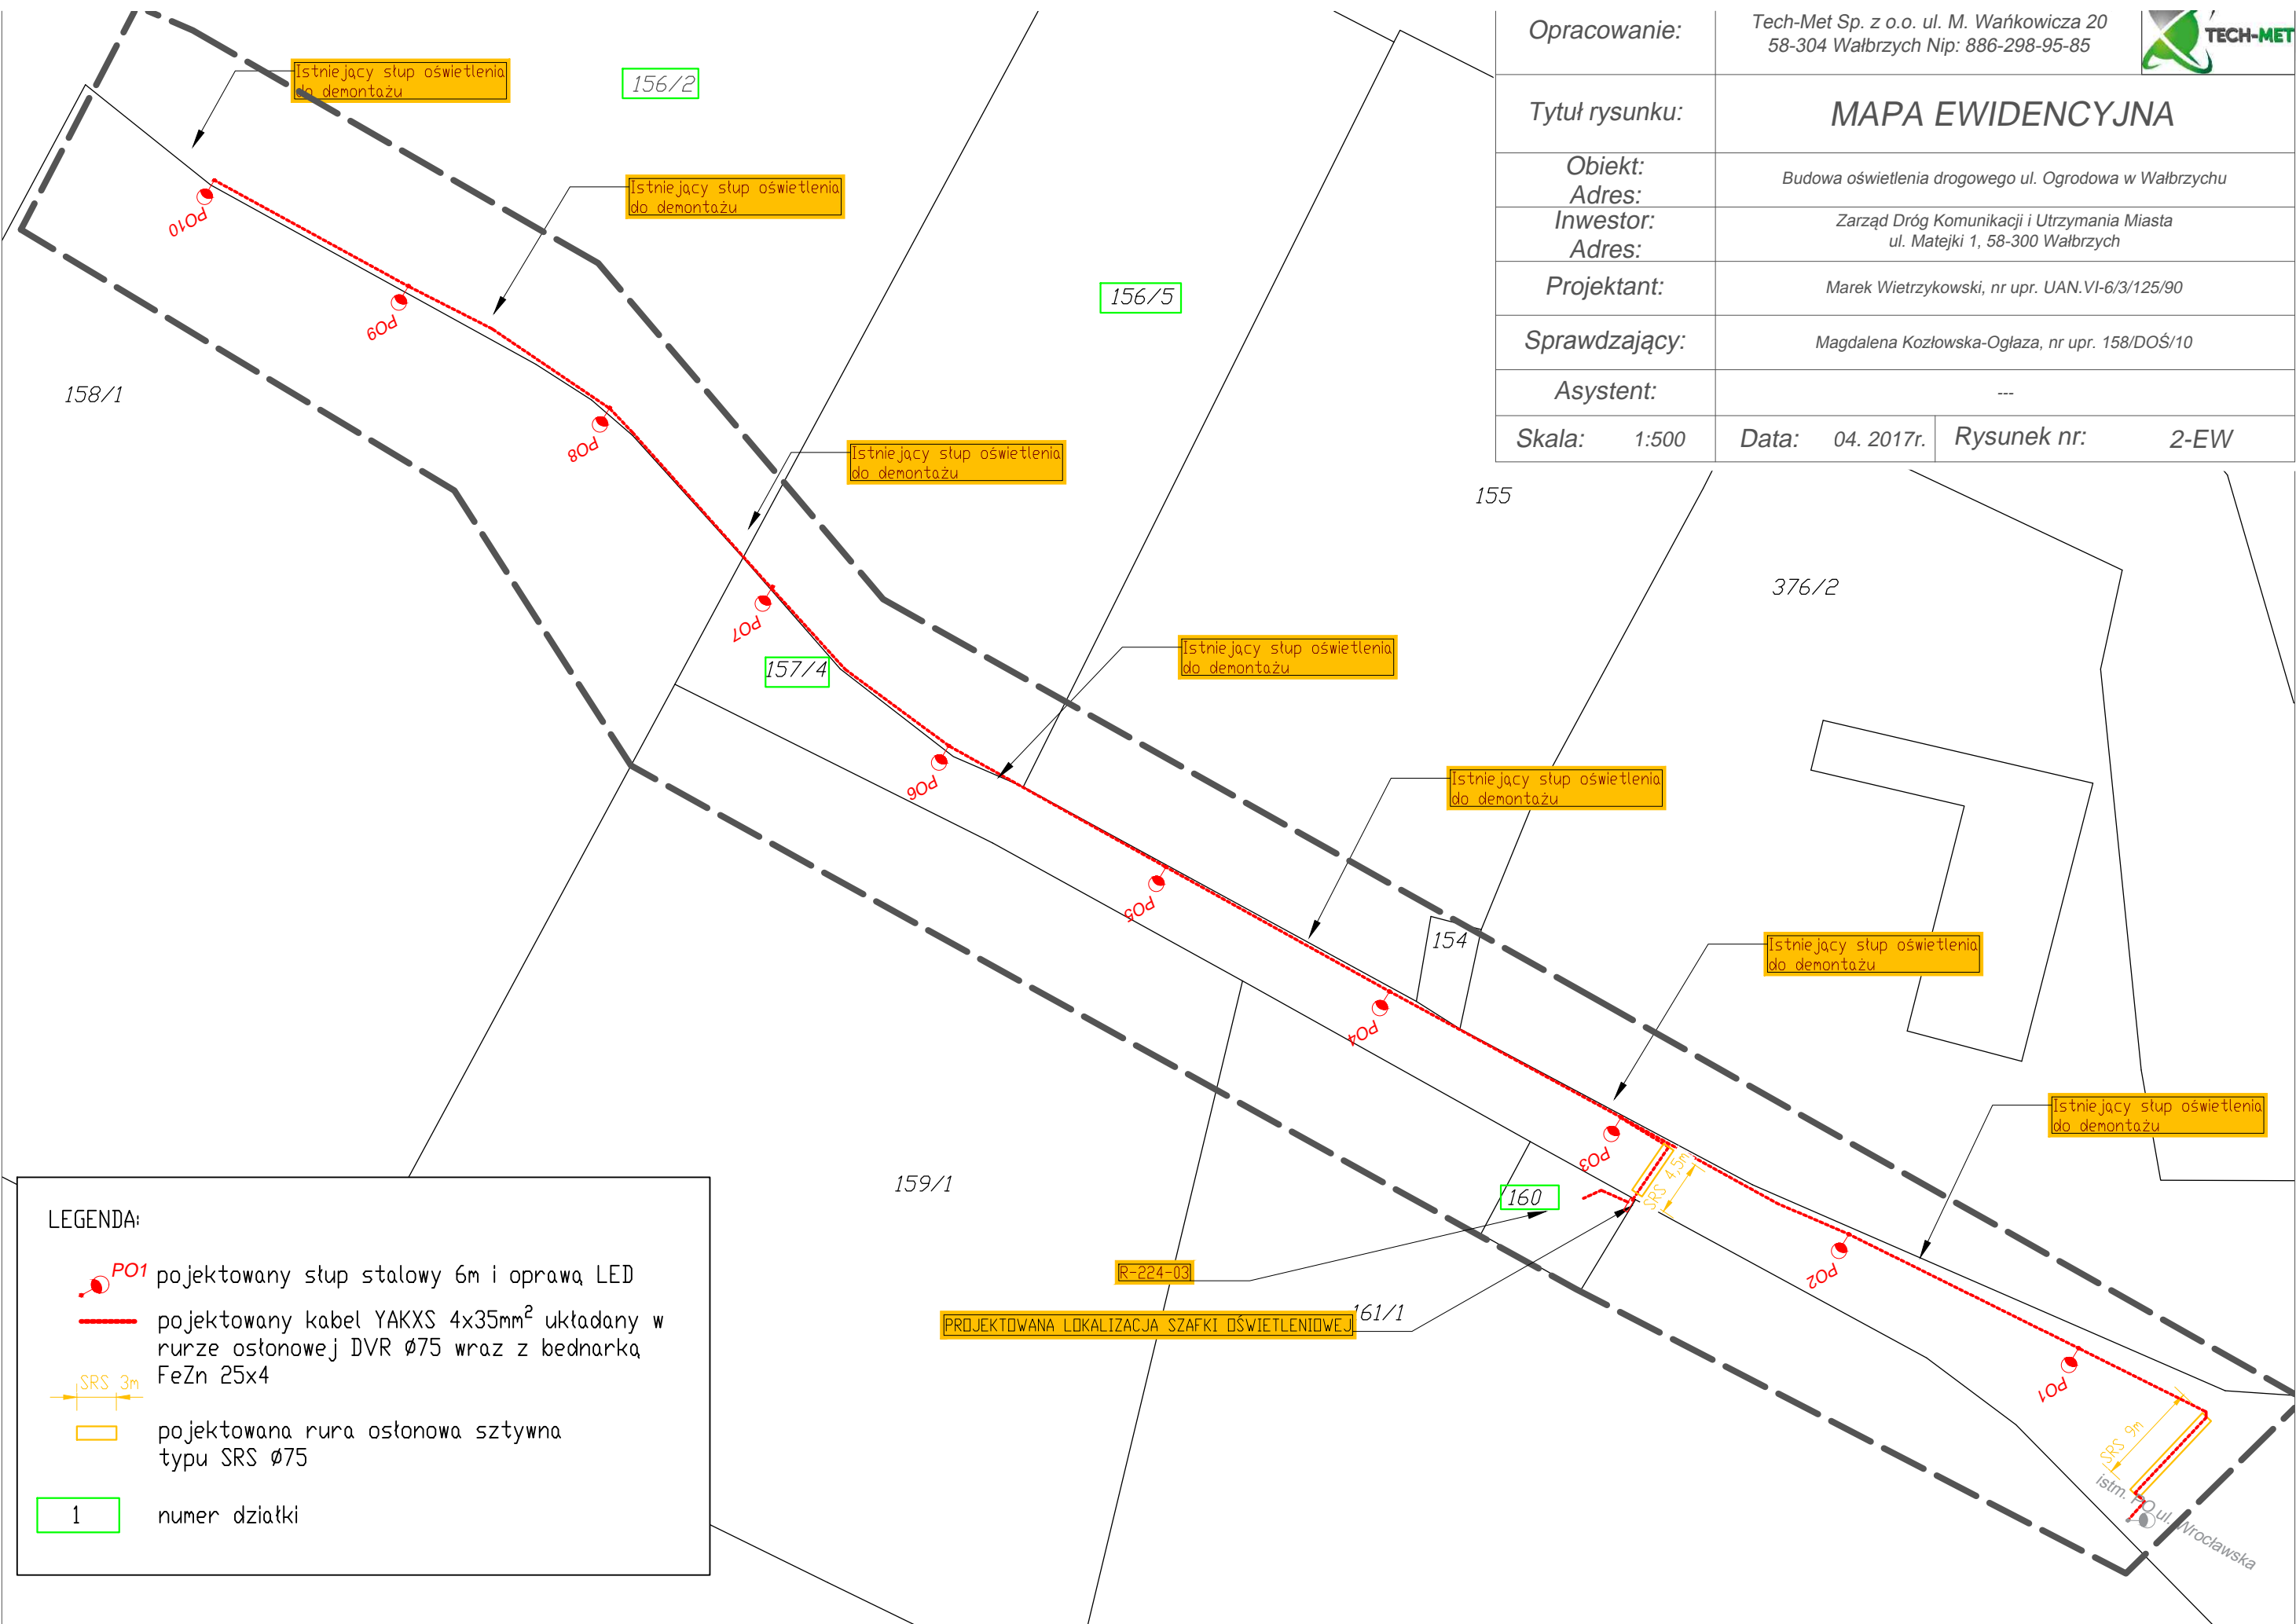 Opracowanie:
Tech-Met Sp. z o.o. ul. M. Wańkowicza 20
58-304 Wałbrzych Nip: 886-298-95-85
TECH-MET
Tytuł rysunku:
MAPA EWIDENCYJNA
Obiekt:
Adres:
Budowa oświetlenia drogowego ul. Ogrodowa w Wałbrzychu
Inwestor:
Adres:
Zarząd Dróg Komunikacji i Utrzymania Miasta
ul. Matejki 1, 58-300 Wałbrzych
Projektant:
Marek Wietrzykowski, nr upr. UAN.VI-6/3/125/90
Sprawdzający:
Magdalena Kozłowska-Ogłaza, nr upr. 158/DOŚ/10
Asystent:
---
Skala: 1:500
Data: 04. 2017r.
Rysunek nr: 2-EW
Istniejący słup oświetlenia
do demontażu
156/2
Istniejący słup oświetlenia
do demontażu
PO10
156/5
PO9
158/1
PO8
Istniejący słup oświetlenia
do demontażu
155
376/2
PO7
157/4
Istniejący słup oświetlenia
do demontażu
PO6
Istniejący słup oświetlenia
do demontażu
PO5
154
Istniejący słup oświetlenia
do demontażu
PO4
Istniejący słup oświetlenia
do demontażu
PO3
SRS 4,5m
159/1
160
R-224-03
PO2
PROJEKTOWANA LOKALIZACJA SZAFKI OŚWIETLENIOWEJ
161/1
PO1
SRS 9m
istm. PO ul. Wrocławska
LEGENDA:
PO1 pojektowany słup stalowy 6m i oprawą LED
pojektowany kabel YAKXS 4x35mm² układany w
rurze osłonowej DVR Ø75 wraz z bednarką
FeZn 25x4
SRS 3m
pojektowana rura osłonowa sztywna
typu SRS Ø75
1 numer działki